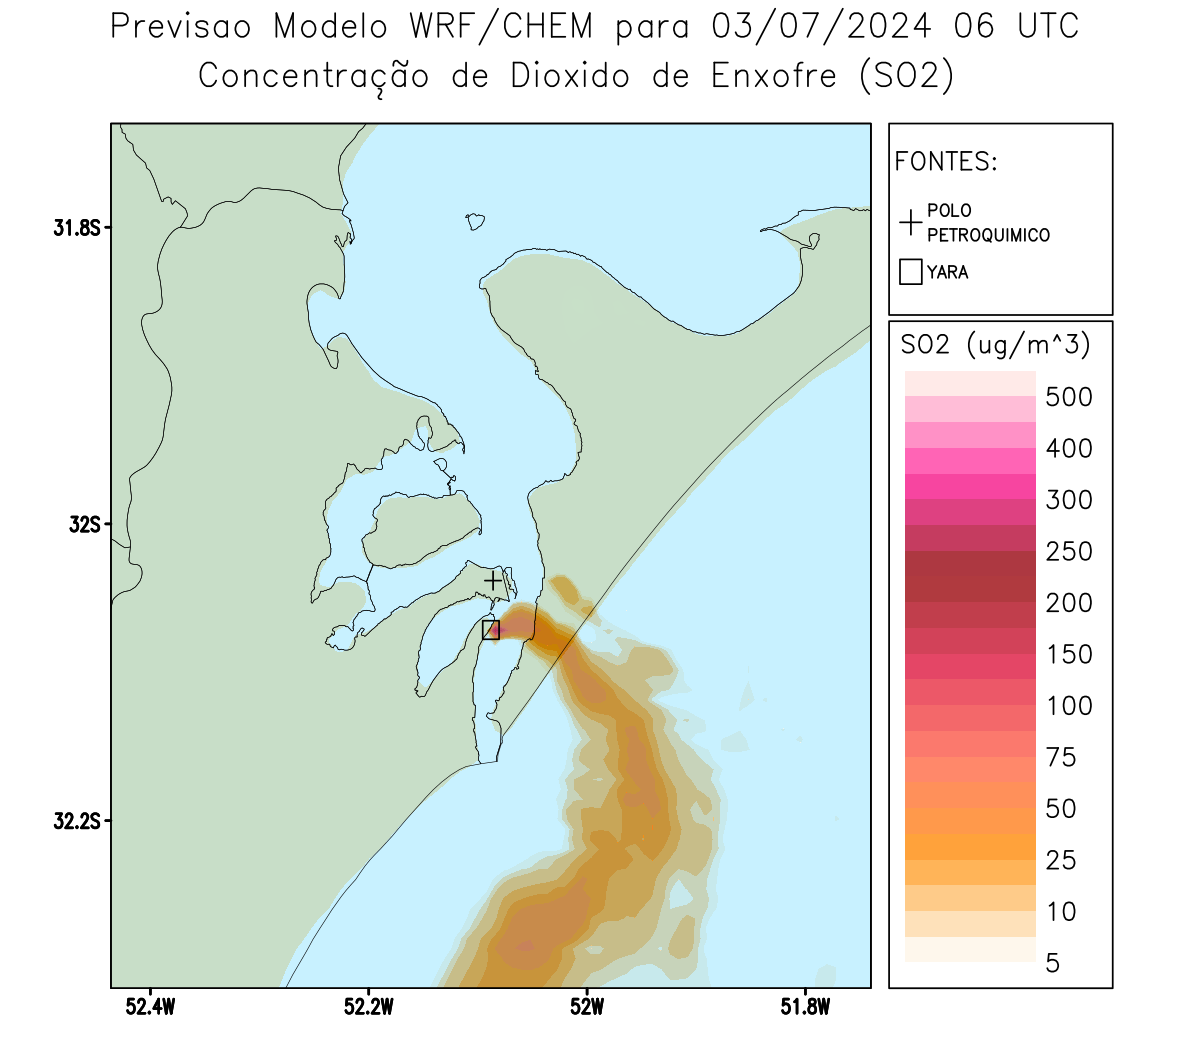 Previsao Modelo WRF/CHEM para 03/07/2024 06 UTC
Concentração de Dioxido de Enxofre (SO2)
FONTES:
POLO
PETROQUIMICO
YARA
31.8S
32S
32.2S
52.4W
52.2W
52W
51.8W
SO2 (ug/m^3)
500
400
300
250
200
150
100
75
50
25
10
5